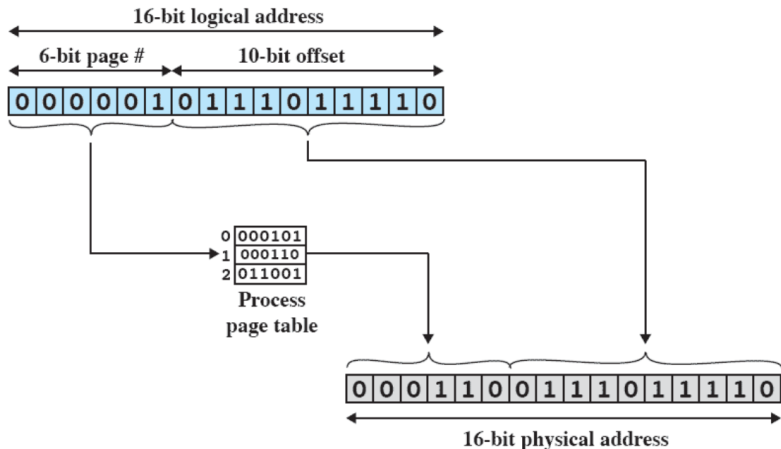 16-bit logical address
6-bit page # 10-bit offset
0 0 0 0 0 1 0 1 1 1 0 1 1 1 1 0
0 000101
1 000110
2 011001
Process
page table
0 0 0 1 1 0 0 1 1 1 0 1 1 1 1 0
16-bit physical address